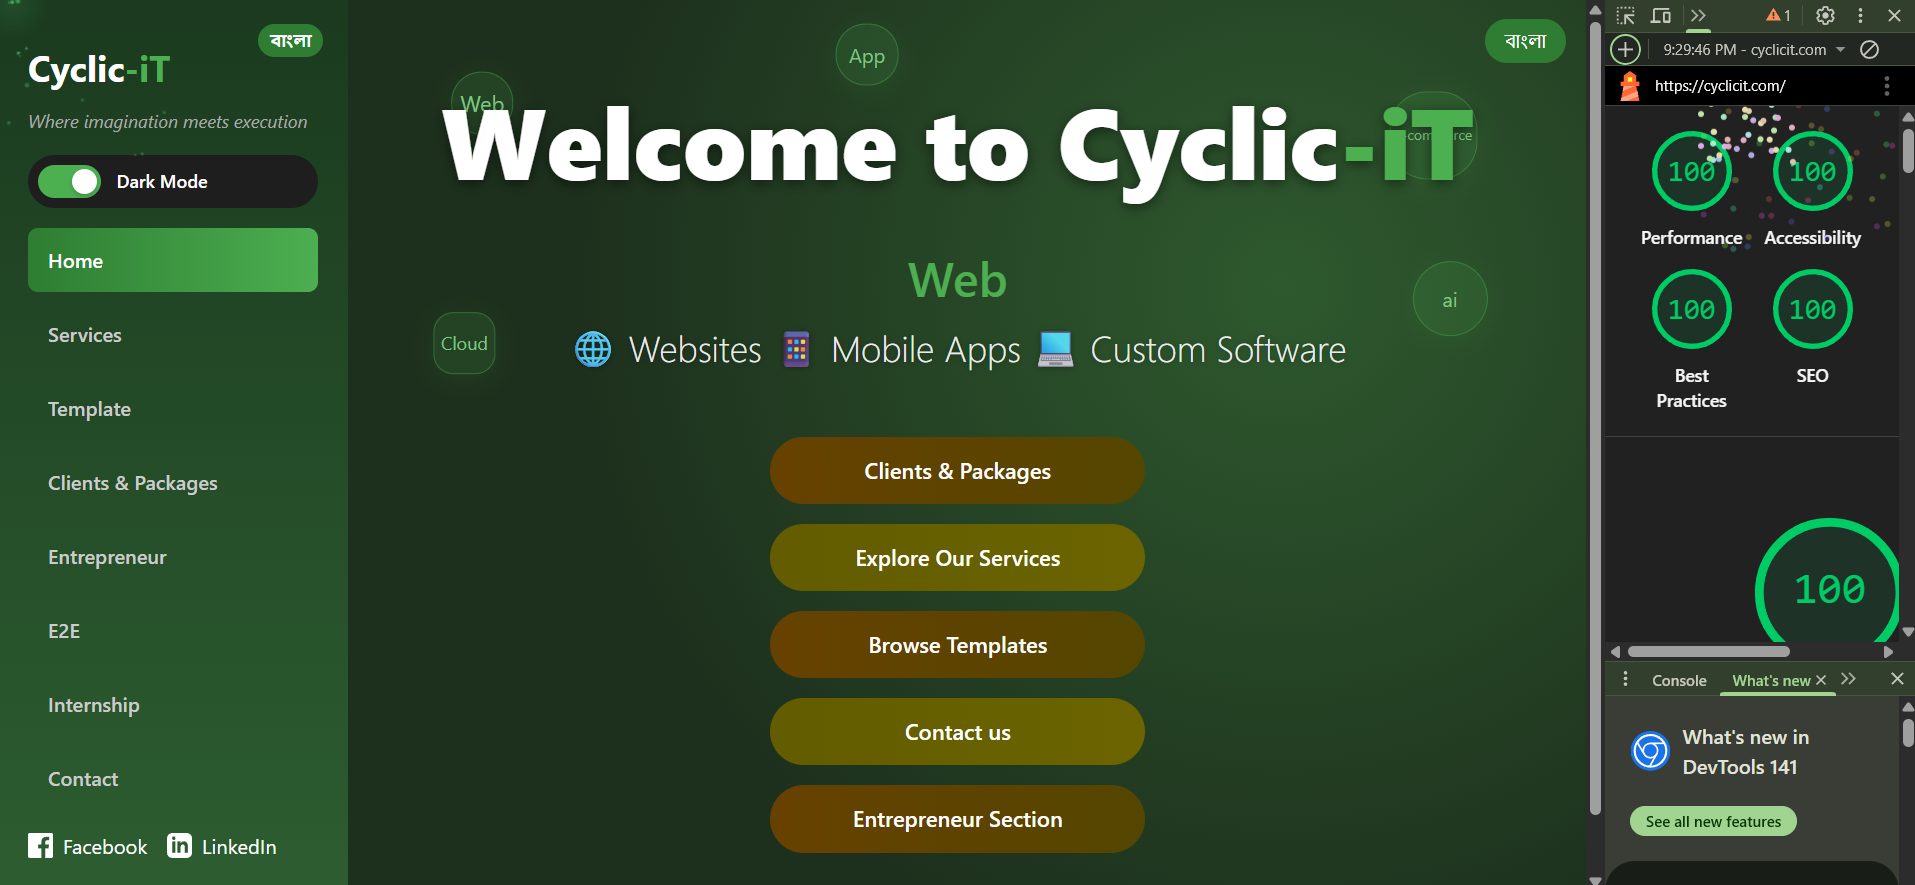 বাংলা
Cyclic-iT
Where imagination meets execution
Dark Mode
Home
Services
Template
Clients & Packages
Entrepreneur
E2E
Internship
Contact
Facebook
LinkedIn
বাংলা
App
Web
Welcome to Cyclic-iT
Web
ai
Cloud
🌐 Websites 📱 Mobile Apps 💻 Custom Software
Clients & Packages
Explore Our Services
Browse Templates
Contact us
Entrepreneur Section
1
9:29:46 PM - cyclicit.com
https://cyclicit.com/
100
100
Performance
Accessibility
100
100
Best
Practices
SEO
100
Console
What's new
What's new in
DevTools 141
See all new features